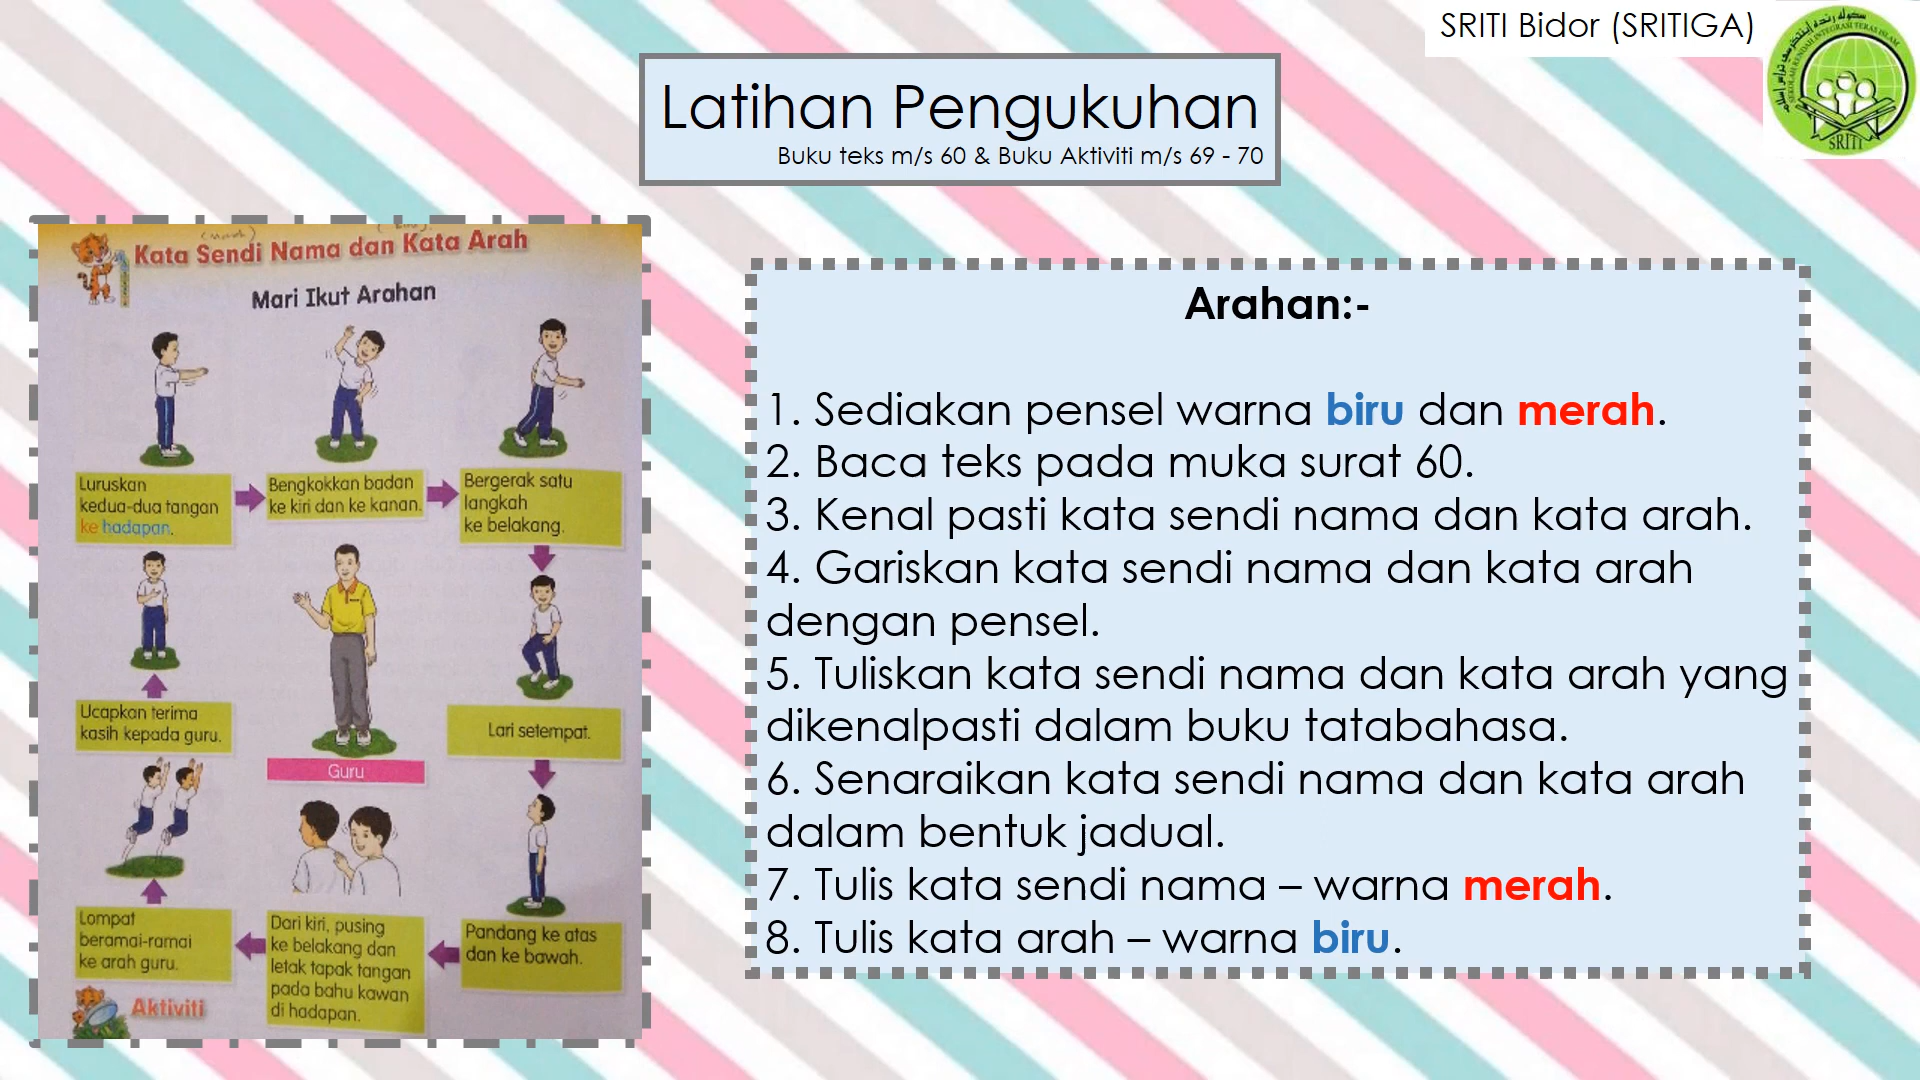 SRITI Bidor (SRITIGA)
SRITI
Latihan Pengukuhan
Buku teks m/s 60 & Buku Aktiviti m/s 69 - 70
Kata Sendi Nama dan Kata Arah
Mari Ikut Arahan
Luruskan
kedua-dua tangan
ke hadapan.
Bengkokkan badan
ke kiri dan ke kanan.
Bergerak satu
langkah
ke belakang.
Ucapkan terima
kasih kepada guru.
Guru
Lari setempat.
Lompat
beramai-ramai
ke arah guru.
Dari kiri, pusing
ke belakang dan
letak tapak tangan
pada bahu kawan
di hadapan.
Pandang ke atas
dan ke bawah.
Aktiviti
Arahan:-
1. Sediakan pensel warna biru dan merah.
2. Baca teks pada muka surat 60.
3. Kenal pasti kata sendi nama dan kata arah.
4. Gariskan kata sendi nama dan kata arah
dengan pensel.
5. Tuliskan kata sendi nama dan kata arah yang
dikenalpasti dalam buku tatabahasa.
6. Senaraikan kata sendi nama dan kata arah
dalam bentuk jadual.
7. Tulis kata sendi nama – warna merah.
8. Tulis kata arah – warna biru.